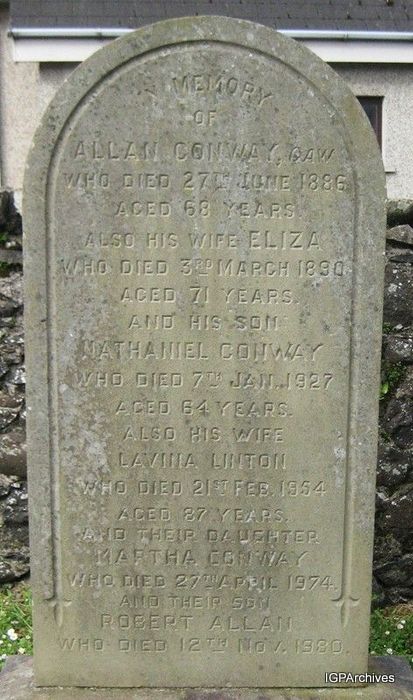 IN MEMORY
OF
ALLAN CONWAY, GAW
WHO DIED 27TH JUNE 1886
AGED 68 YEARS.
ALSO HIS WIFE ELIZA
WHO DIED 3RD MARCH 1890
AGED 71 YEARS.
AND HIS SON
NATHANIEL CONWAY
WHO DIED 7TH JAN. 1927
AGED 64 YEARS.
ALSO HIS WIFE
LAVINIA LINTON
WHO DIED 21ST FEB. 1954
AGED 87 YEARS.
AND THEIR DAUGHTER
MARTHA CONWAY
WHO DIED 27TH APRIL 1974.
AND THEIR SON
ROBERT ALLAN
WHO DIED 12TH NOV. 1980.
IGPArchives